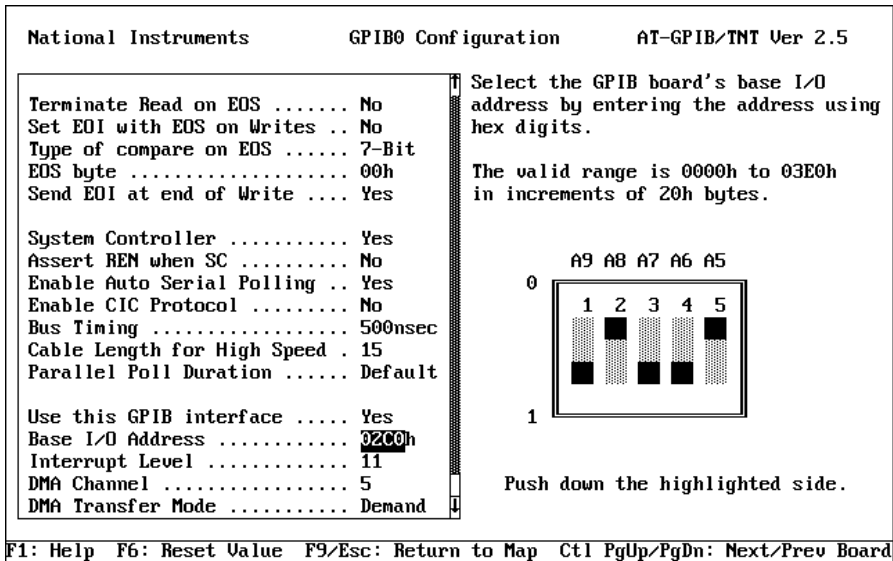 National Instruments GPIB0 Configuration AT-GPIB/TNT Ver 2.5
Terminate Read on EOS ....... No
Set EOI with EOS on Writes .. No
Type of compare on EOS ...... 7-Bit
EOS byte .................... 00h
Send EOI at end of Write .... Yes
System Controller ........... Yes
Assert REN when SC .......... No
Enable Auto Serial Polling .. Yes
Enable CIC Protocol ......... No
Bus Timing .................. 500nsec
Cable Length for High Speed . 15
Parallel Poll Duration ...... Default
Use this GPIB interface ..... Yes
Base I/O Address ............ 02C0h
Interrupt Level ............. 11
DMA Channel ................. 5
DMA Transfer Mode ........... Demand
Select the GPIB board's base I/O
address by entering the address using
hex digits.
The valid range is 0000h to 03E0h
in increments of 20h bytes.
A9 A8 A7 A6 A5
0
1 2 3 4 5
1
Push down the highlighted side.
F1: Help F6: Reset Value F9/Esc: Return to Map Ctl PgUp/PgDn: Next/Prev Board